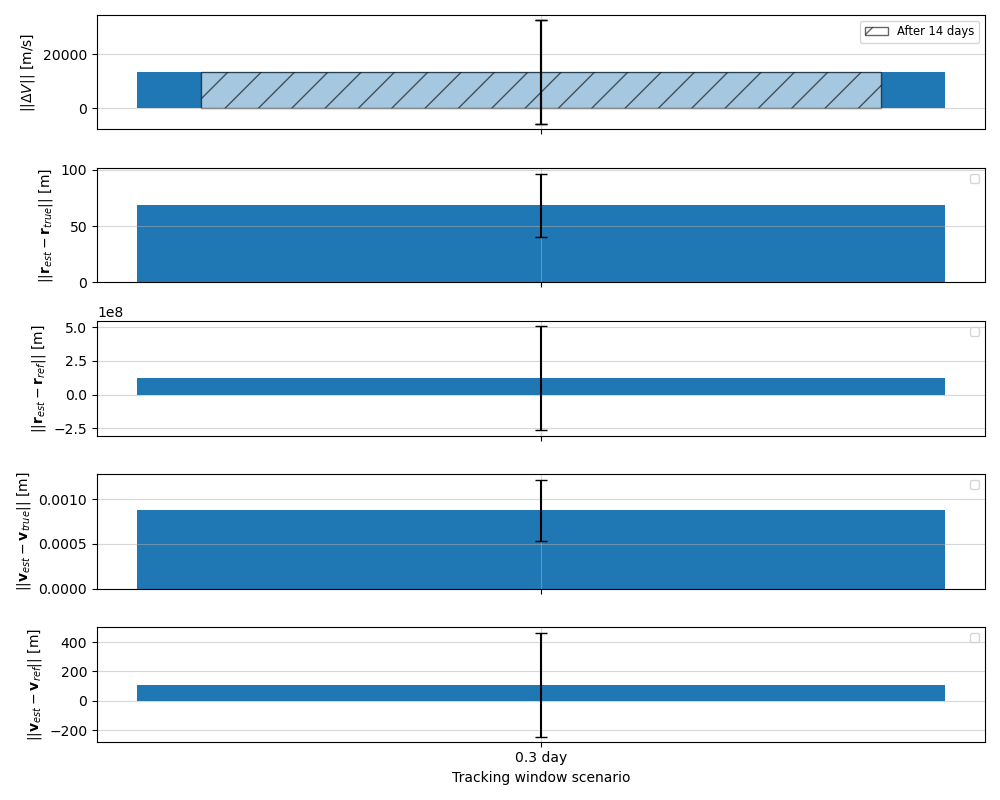 ||ΔV|| [m/s]
20000
0
After 14 days
||r_est − r_true|| [m]
100
50
0
1e8
||r_est − r_ref|| [m]
5.0
2.5
0.0
−2.5
||v_est − v_true|| [m]
0.0010
0.0005
0.0000
||v_est − v_ref|| [m]
400
200
0
−200
0.3 day
Tracking window scenario